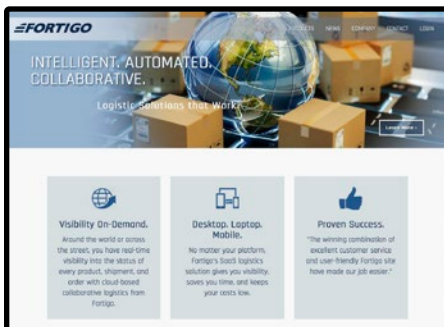 FORTIGO
PRODUCTS NEWS COMPANY CONTACT LOGIN
INTELLIGENT. AUTOMATED.
COLLABORATIVE.
Logistic Solutions that Work.
Learn More ›
Visibility On-Demand.
Around the world or across
the street, you have real-time
visibility into the status of
every product, shipment, and
order with cloud-based
collaborative logistics from
Fortigo.
Desktop. Laptop.
Mobile.
No matter your platform,
Fortigo's SaaS logistics
solution gives you visibility,
saves you time, and keeps
your costs low.
Proven Success.
"The winning combination of
excellent customer service
and user-friendly Fortigo site
have made our job easier."